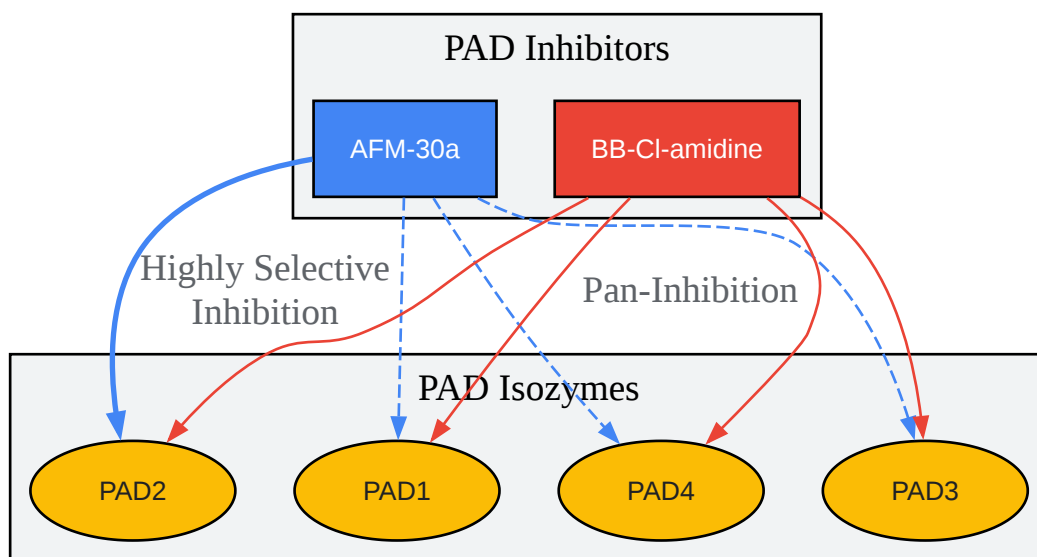 PAD Inhibitors
AFM-30a
BB-Cl-amidine
Highly Selective
Inhibition
Pan-Inhibition
PAD Isozymes
PAD2
PAD1
PAD4
PAD3